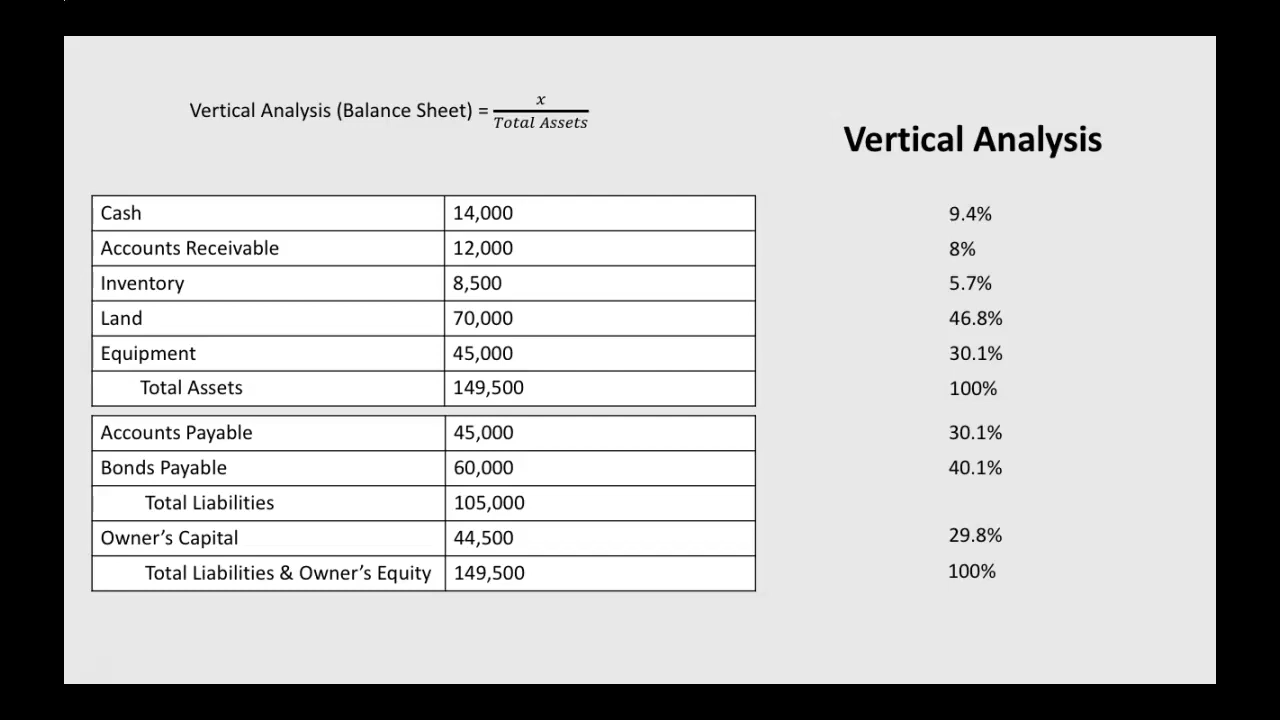 Vertical Analysis (Balance Sheet) = x / Total Assets
Vertical Analysis
Cash 14,000 9.4%
Accounts Receivable 12,000 8%
Inventory 8,500 5.7%
Land 70,000 46.8%
Equipment 45,000 30.1%
Total Assets 149,500 100%
Accounts Payable 45,000 30.1%
Bonds Payable 60,000 40.1%
Total Liabilities 105,000
Owner’s Capital 44,500 29.8%
Total Liabilities & Owner’s Equity 149,500 100%